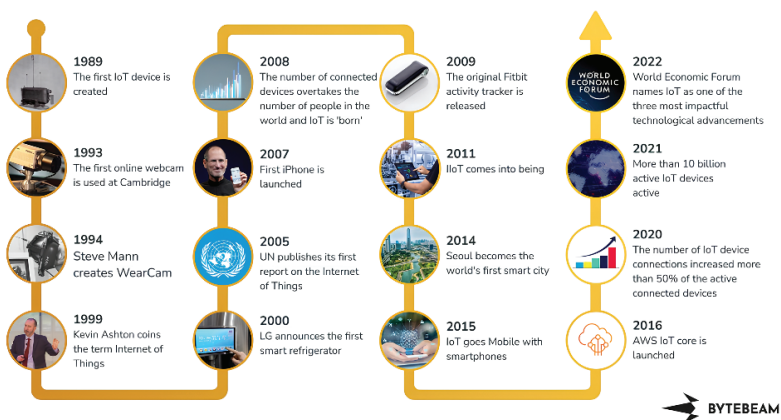 1989
The first IoT device is
created
1993
The first online webcam
is used at Cambridge
1994
Steve Mann
creates WearCam
1999
Kevin Ashton coins
the term Internet of
Things
2000
LG announces the first
smart refrigerator
2005
UN publishes its first
report on the Internet
of Things
2007
First iPhone is
launched
2008
The number of connected
devices overtakes the
number of people in the
world and IoT is 'born'
2009
The original Fitbit
activity tracker is
released
2011
IIoT comes into being
2014
Seoul becomes the
world's first smart city
2015
IoT goes Mobile with
smartphones
2016
AWS IoT core is
launched
2020
The number of IoT device
connections increased more
than 50% of the active
connected devices
2021
More than 10 billion
active IoT devices
active
WORLD
ECONOMIC
FORUM
2022
World Economic Forum
names IoT as one of the
three most impactful
technological advancements
BYTEBEAM